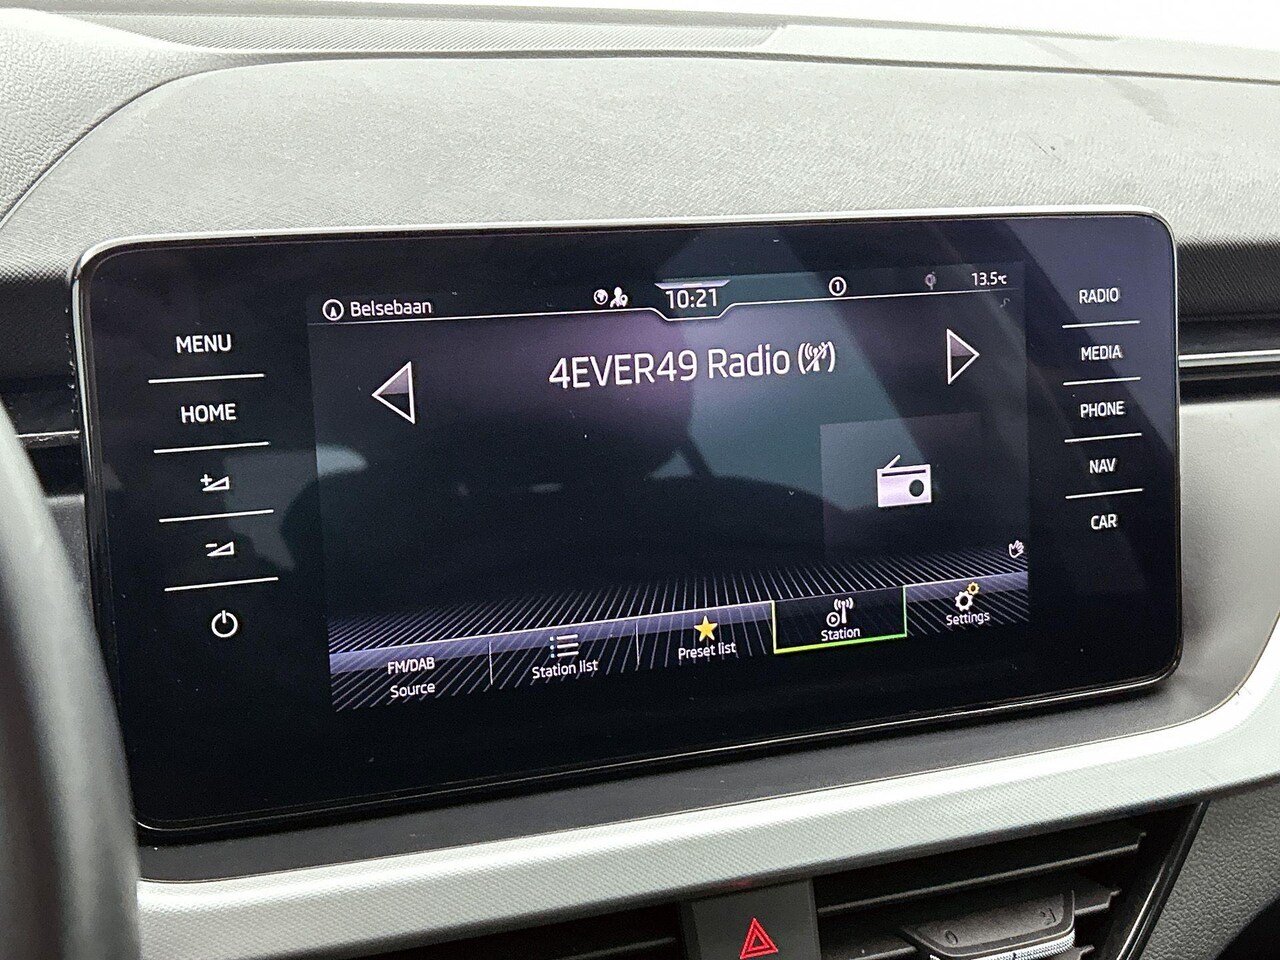 Belsebaan
10:21
1
13.5°C
4EVER49 Radio
MENU
HOME
RADIO
MEDIA
PHONE
NAV
CAR
FM/DAB
Source
Station list
Preset list
Station
Settings